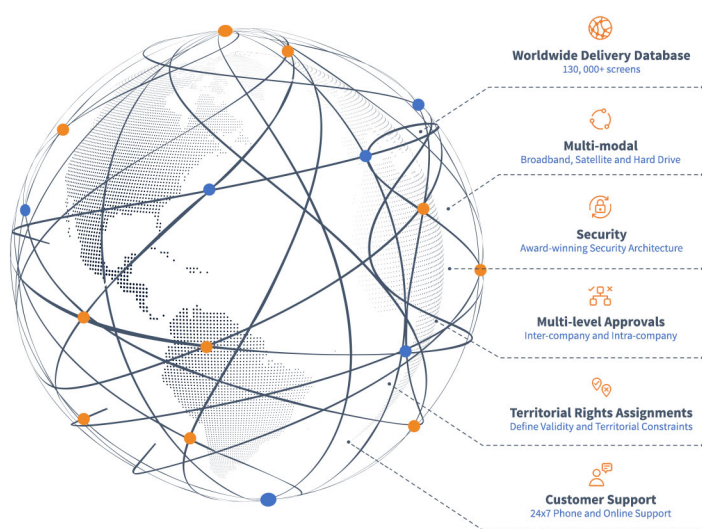 Worldwide Delivery Database
130, 000+ screens
Multi-modal
Broadband, Satellite and Hard Drive
Security
Award-winning Security Architecture
Multi-level Approvals
Inter-company and Intra-company
Territorial Rights Assignments
Define Validity and Territorial Constraints
Customer Support
24x7 Phone and Online Support